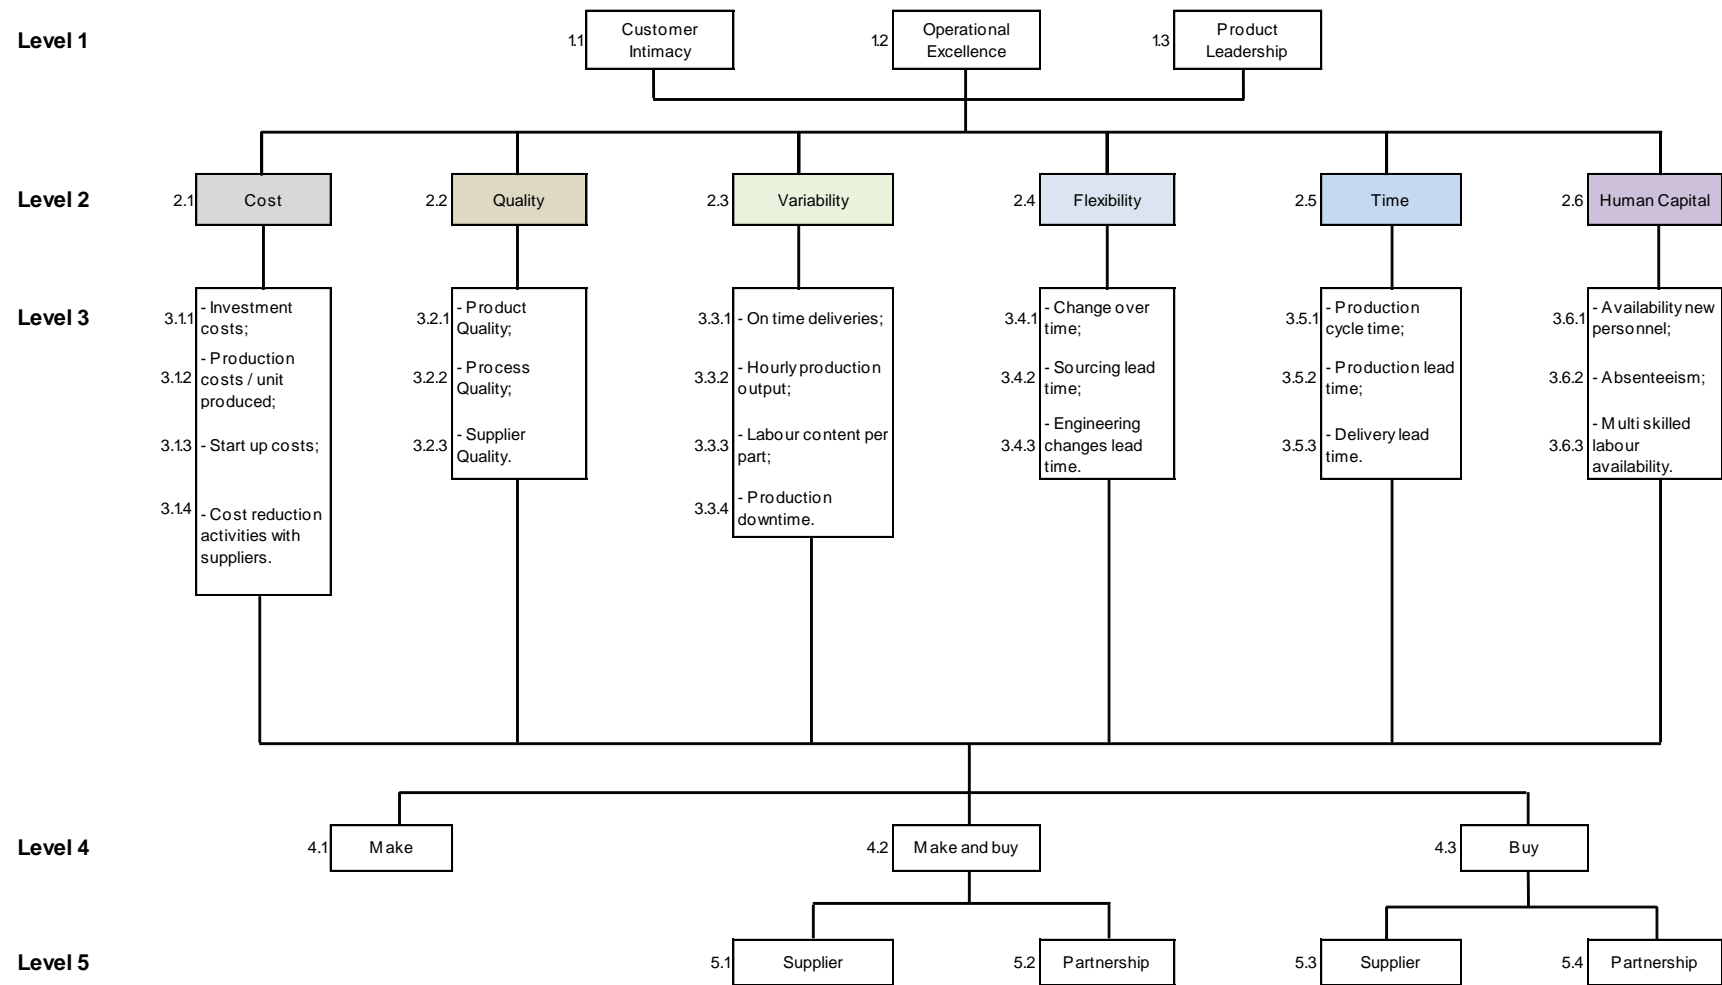 Level 1
1.1
Customer
Intimacy
1.2
Operational
Excellence
1.3
Product
Leadership
Level 2
2.1
Cost
2.2
Quality
2.3
Variability
2.4
Flexibility
2.5
Time
2.6
Human Capital
Level 3
3.1.1
- Investment
costs;
3.1.2
- Production
costs / unit
produced;
3.1.3
- Start up costs;
3.1.4
- Cost reduction
activities with
suppliers.
3.2.1
- Product
Quality;
3.2.2
- Process
Quality;
3.2.3
- Supplier
Quality.
3.3.1
- On time deliveries;
3.3.2
- Hourly production
output;
3.3.3
- Labour content per
part;
3.3.4
- Production
downtime.
3.4.1
- Change over
time;
3.4.2
- Sourcing lead
time;
3.4.3
- Engineering
changes lead
time.
3.5.1
- Production
cycle time;
3.5.2
- Production lead
time;
3.5.3
- Delivery lead
time.
3.6.1
- Availability new
personnel;
3.6.2
- Absenteeism;
3.6.3
- Multi skilled
labour
availability.
Level 4
4.1
Make
4.2
Make and buy
4.3
Buy
Level 5
5.1
Supplier
5.2
Partnership
5.3
Supplier
5.4
Partnership